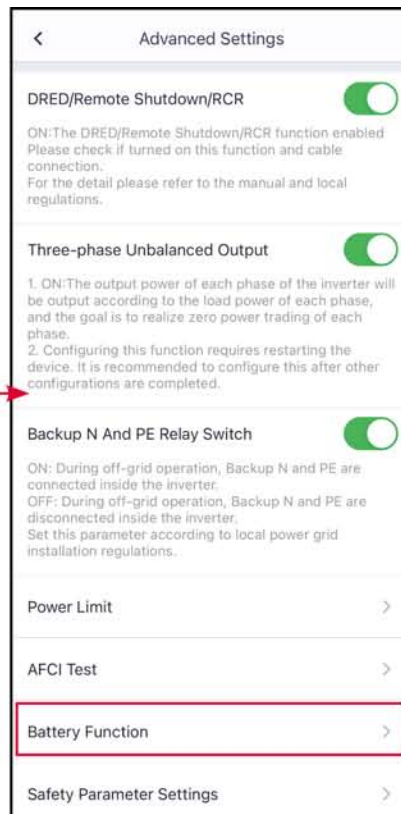 Advanced Settings
DRED/Remote Shutdown/RCR
ON:The DRED/Remote Shutdown/RCR function enabled
Please check if turned on this function and cable
connection.
For the detail please refer to the manual and local
regulations.
Three-phase Unbalanced Output
1. ON:The output power of each phase of the inverter will
be output according to the load power of each phase,
and the goal is to realize zero power trading of each
phase.
2. Configuring this function requires restarting the
device. It is recommended to configure this after other
configurations are completed.
Backup N And PE Relay Switch
ON: During off-grid operation, Backup N and PE are
connected inside the inverter.
OFF: During off-grid operation, Backup N and PE are
disconnected inside the inverter.
Set this parameter according to local power grid
installation regulations.
Power Limit
AFCI Test
Battery Function
Safety Parameter Settings